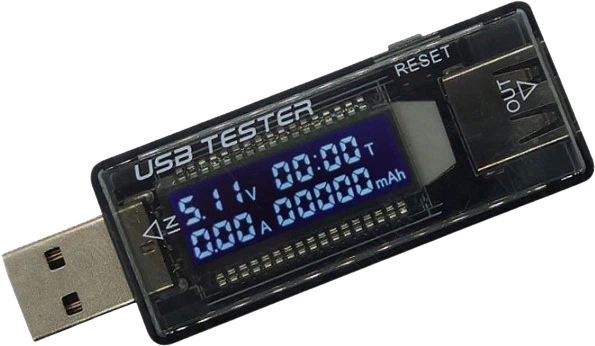 USB TESTER
RESET
IN
OUT
5.11V 00:00T
0.00A 00000mAh